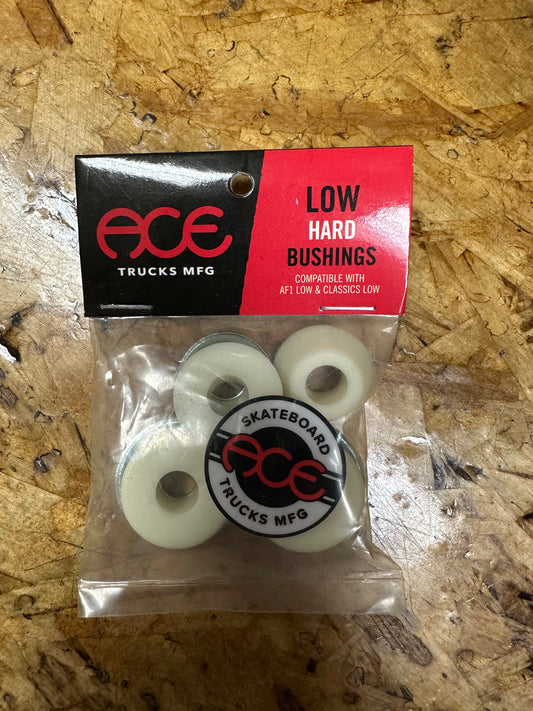 ACE
TRUCKS MFG
LOW
HARD
BUSHINGS
COMPATIBLE WITH
AF1 LOW & CLASSICS LOW
SKATEBOARD
ACE
TRUCKS MFG